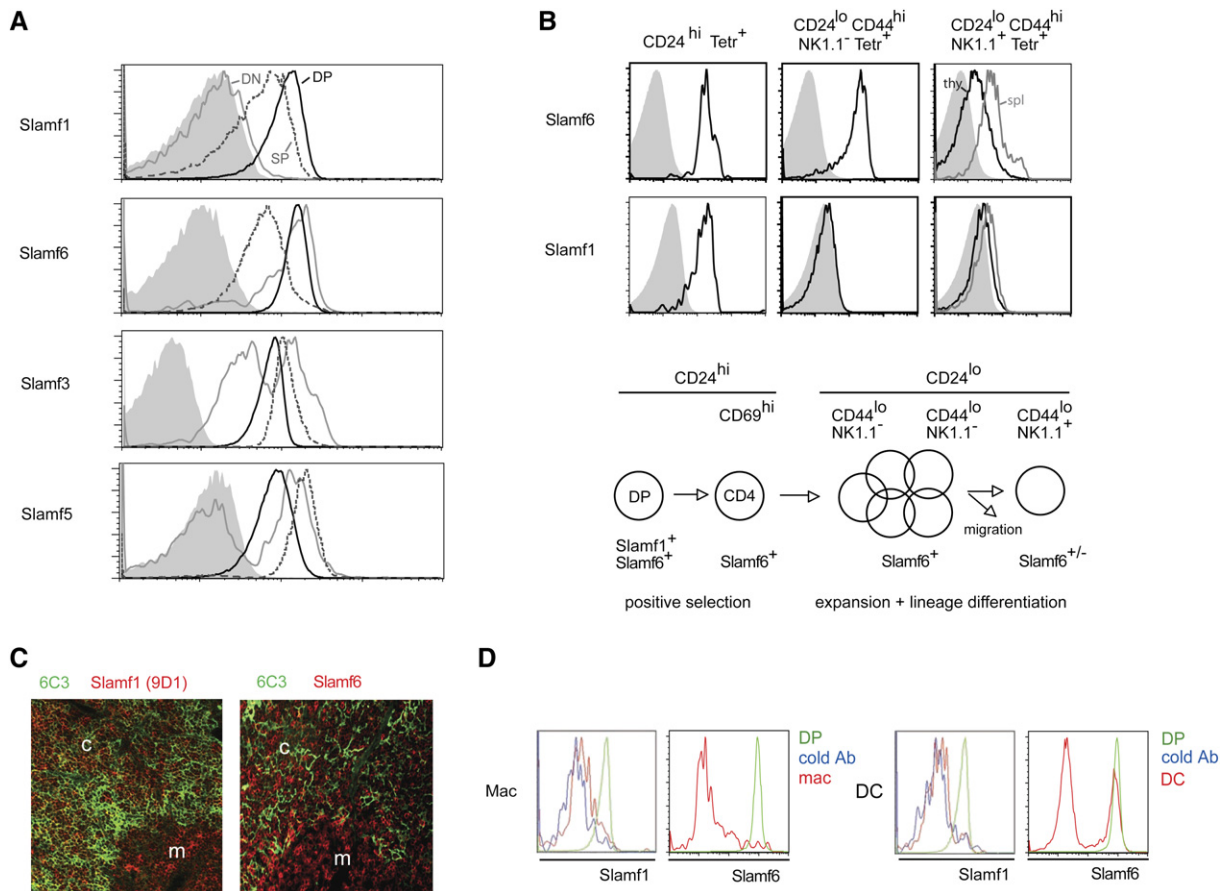 A
Slamf1
DN
DP
SP
Slamf6
Slamf3
Slamf5
B
CD24hi Tetr+
CD24lo CD44hi
NK1.1- Tetr+
CD24lo CD44hi
NK1.1+ Tetr+
Slamf6
thy
spl
Slamf1
CD24hi
CD24lo
CD69hi
CD44lo
NK1.1-
CD44lo
NK1.1-
CD44lo
NK1.1+
DP
CD4
migration
Slamf1+
Slamf6+
Slamf6+
Slamf6+
Slamf6+/-
positive selection
expansion + lineage differentiation
C
6C3 Slamf1 (9D1)
c
m
6C3 Slamf6
c
m
D
Mac
DP
cold Ab
mac
Slamf1
Slamf6
DC
DP
cold Ab
DC
Slamf1
Slamf6